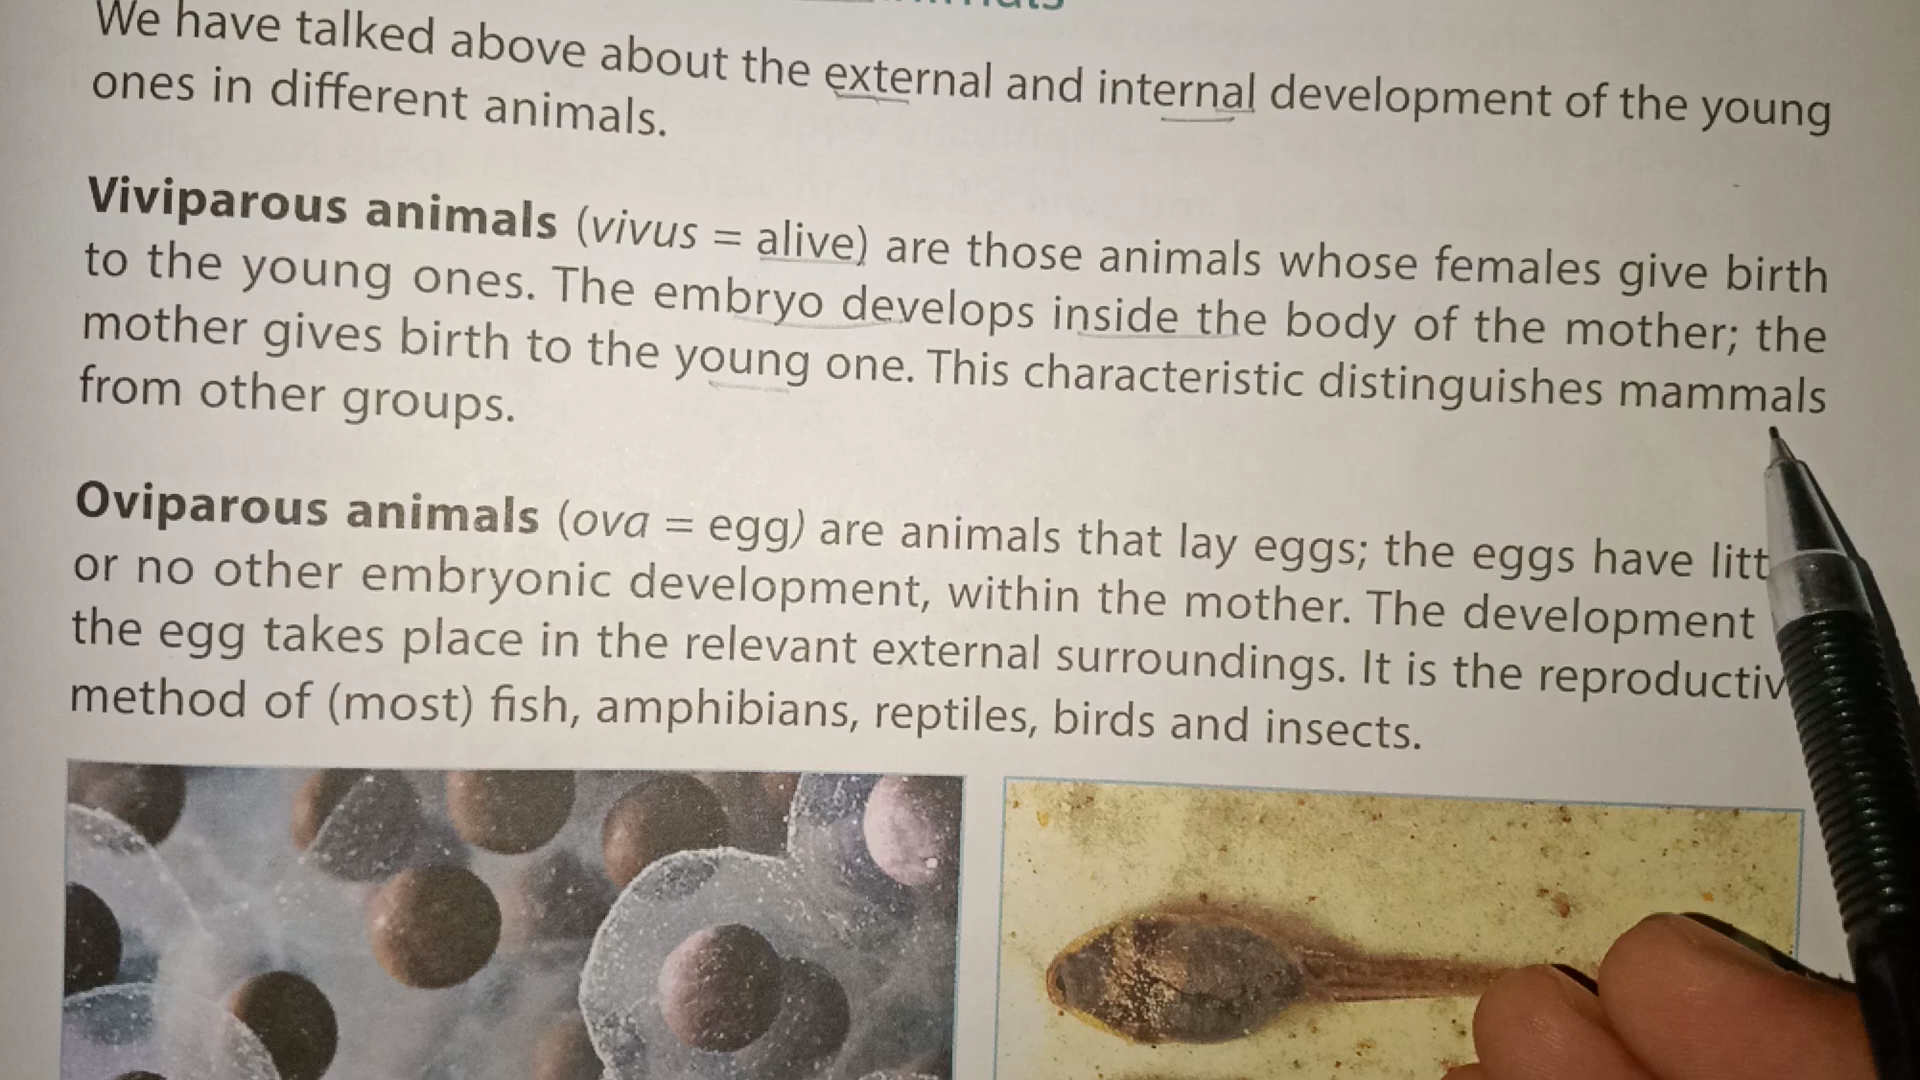 We have talked above about the external and internal development of the young
ones in different animals.
Viviparous animals (vivus = alive) are those animals whose females give birth
to the young ones. The embryo develops inside the body of the mother; the
mother gives birth to the young one. This characteristic distinguishes mammals
from other groups.
Oviparous animals (ova = egg) are animals that lay eggs; the eggs have
or no other embryonic development, within the mother. The development
the egg takes place in the relevant external surroundings. It is the
method of (most) fish, amphibians, reptiles, birds and insects.